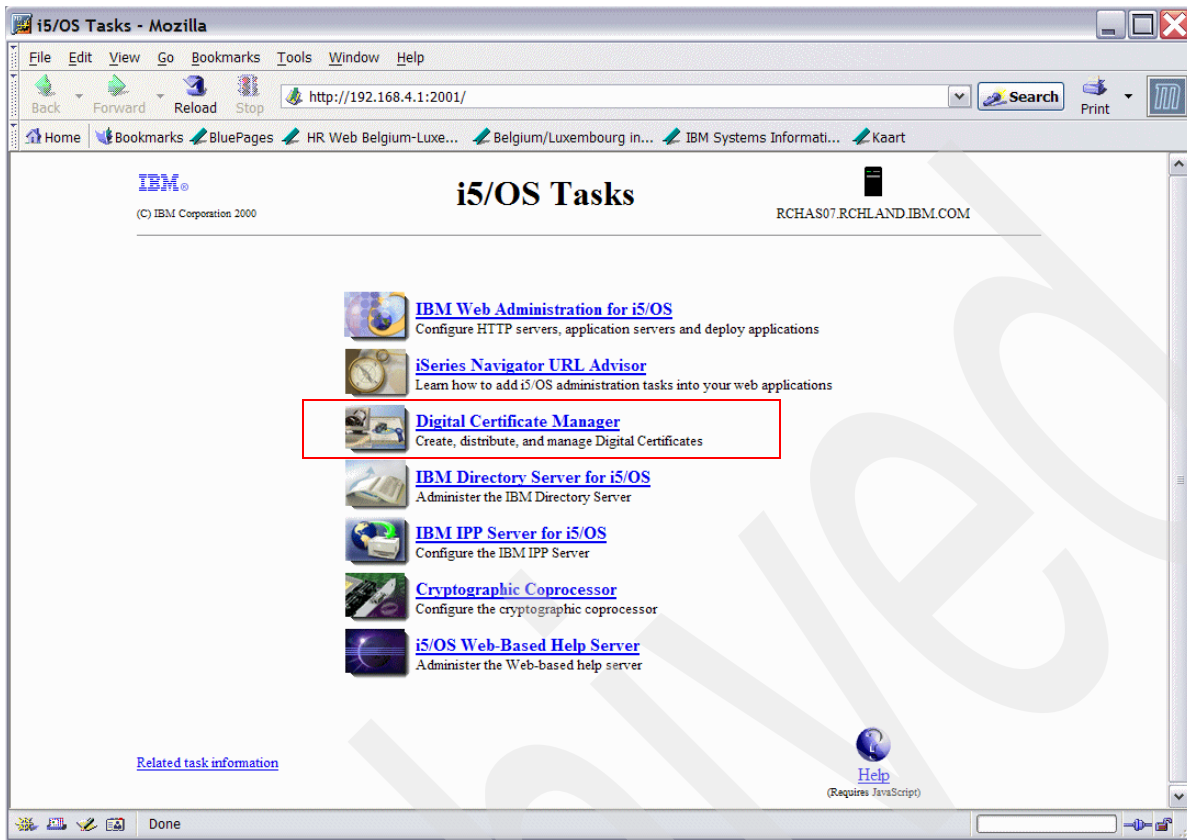 i5/OS Tasks - Mozilla
File Edit View Go Bookmarks Tools Window Help
Back Forward Reload Stop http://192.168.4.1:2001/ Search Print
Home Bookmarks BluePages HR Web Belgium-Luxe... Belgium/Luxembourg in... IBM Systems Informati... Kaart
IBM®
i5/OS Tasks
(C) IBM Corporation 2000
RCHAS07.RCHLAND.IBM.COM
IBM Web Administration for i5/OS
Configure HTTP servers, application servers and deploy applications
iSeries Navigator URL Advisor
Learn how to add i5/OS administration tasks into your web applications
Digital Certificate Manager
Create, distribute, and manage Digital Certificates
IBM Directory Server for i5/OS
Administer the IBM Directory Server
IBM IPP Server for i5/OS
Configure the IBM IPP Server
Cryptographic Coprocessor
Configure the cryptographic coprocessor
i5/OS Web-Based Help Server
Administer the Web-based help server
Related task information
Help
(Requires JavaScript)
Done